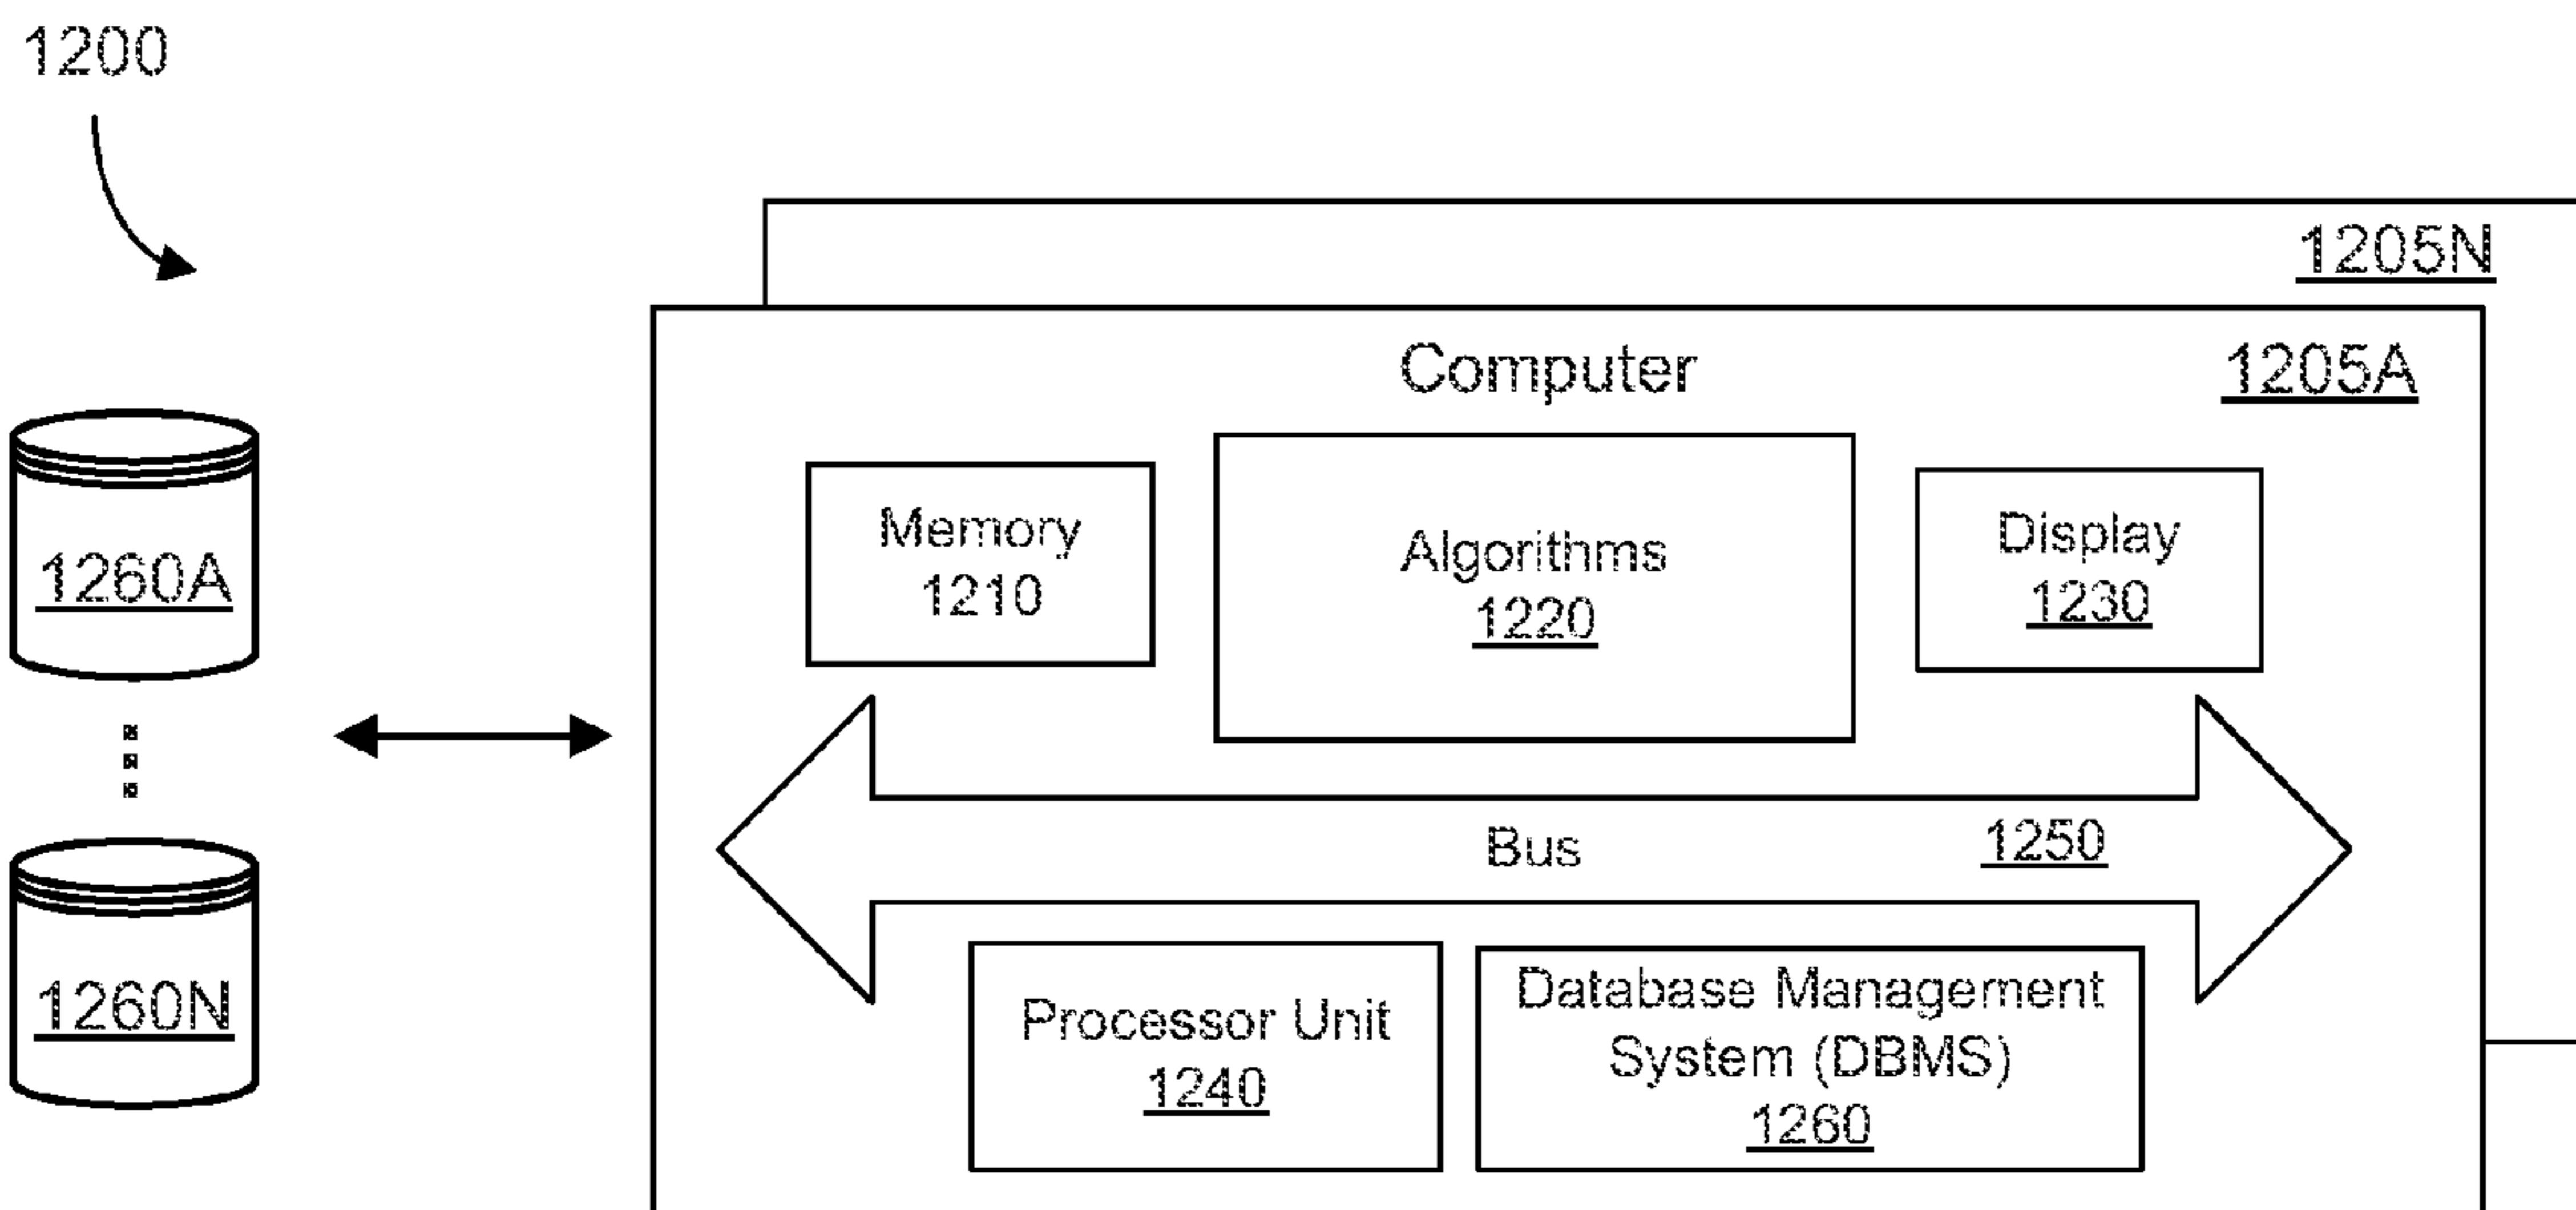 1200
1205N
Computer
1205A
Memory
1210
Algorithms
1220
Display
1230
1260A
Bus
1250
1260N
Processor Unit
1240
Database Management
System (DBMS)
1260